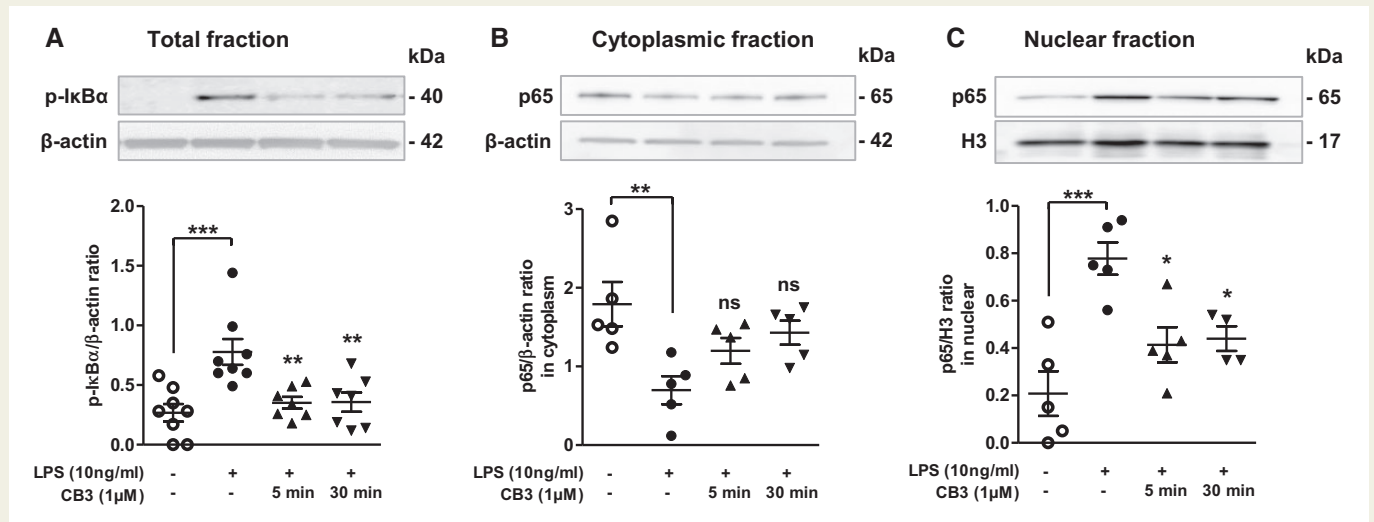 A Total fraction
kDa
p-IκBα - 40
β-actin - 42
2.0
1.5
1.0
0.5
0.0
p-IκBα/β-actin ratio
***
**
**
LPS (10ng/ml) - + + +
CB3 (1µM) - - 5 min 30 min
B Cytoplasmic fraction
kDa
p65 - 65
β-actin - 42
3
2
1
0
p65/β-actin ratio
in cytoplasm
**
ns
ns
LPS (10ng/ml) - + + +
CB3 (1µM) - - 5 min 30 min
C Nuclear fraction
kDa
p65 - 65
H3 - 17
1.0
0.8
0.6
0.4
0.2
0.0
p65/H3 ratio
in nuclear
***
*
*
LPS (10ng/ml) - + + +
CB3 (1µM) - - 5 min 30 min